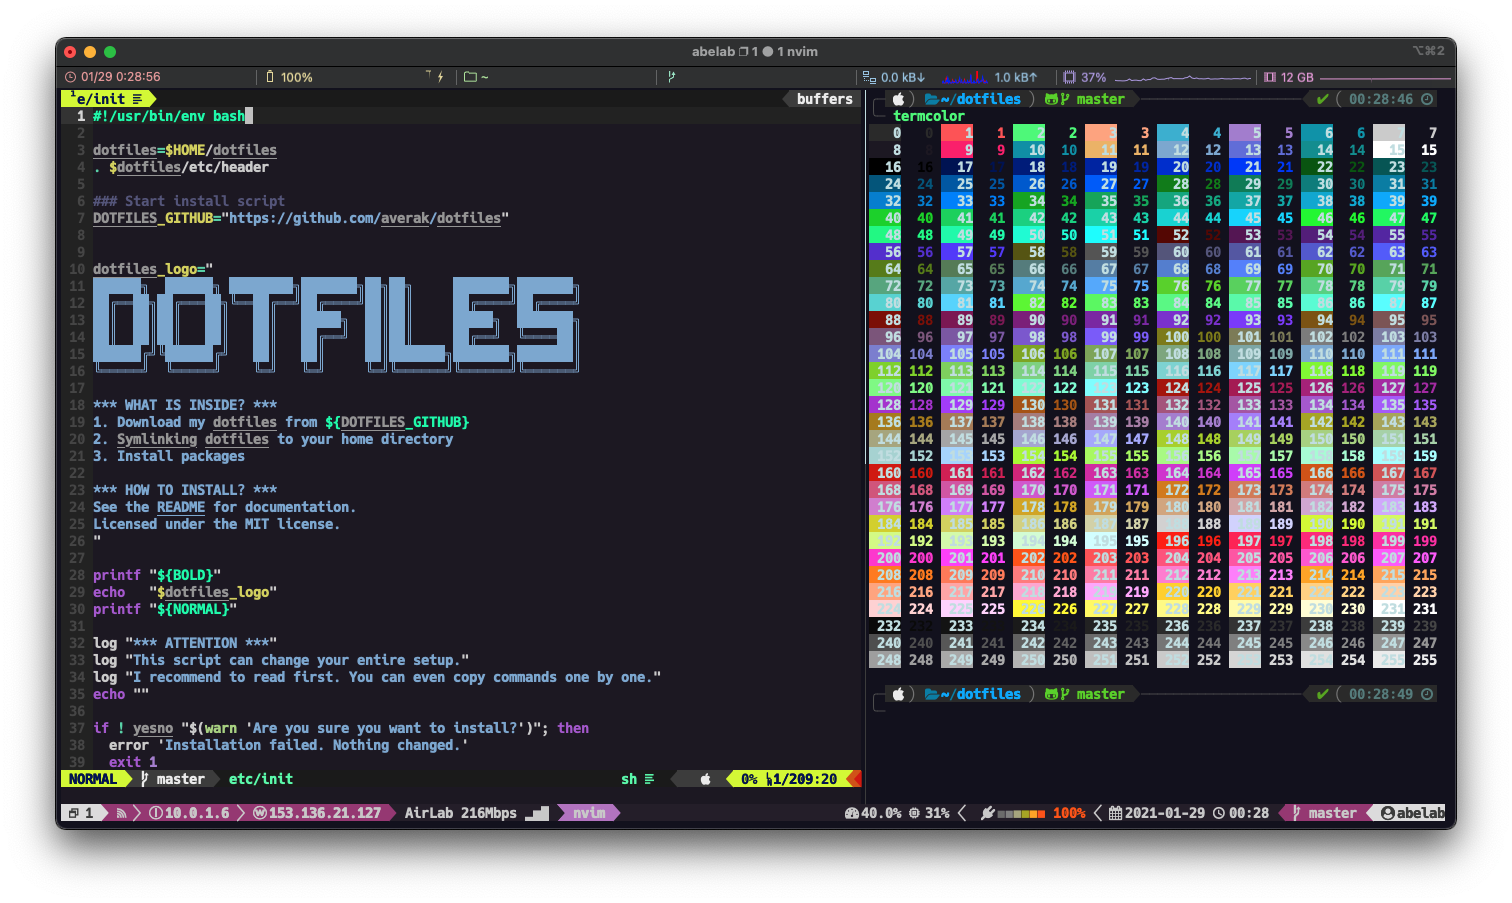 abelab 1 ● 1 nvim
⌥⌘2
01/29 0:28:56
100%
~
0.0 kB↓
1.0 kB↑
37%
12 GB
¹e/init
buffers
1 #!/usr/bin/env bash
2
3 dotfiles=$HOME/dotfiles
4 . $dotfiles/etc/header
5
6 ### Start install script
7 DOTFILES_GITHUB="https://github.com/averak/dotfiles"
8
9
10 dotfiles_logo="
11
12
13
14
15
16
DOTFILES
17
18 *** WHAT IS INSIDE? ***
19 1. Download my dotfiles from ${DOTFILES_GITHUB}
20 2. Symlinking dotfiles to your home directory
21 3. Install packages
22
23 *** HOW TO INSTALL? ***
24 See the README for documentation.
25 Licensed under the MIT license.
26 "
27
28 printf "${BOLD}"
29 echo   "$dotfiles_logo"
30 printf "${NORMAL}"
31
32 log "*** ATTENTION ***"
33 log "This script can change your entire setup."
34 log "I recommend to read first. You can even copy commands one by one."
35 echo ""
36
37 if ! yesno "$(warn 'Are you sure you want to install?')"; then
38   error 'Installation failed. Nothing changed.'
39   exit 1
NORMAL master etc/init
sh
0% 1/209:20
~/dotfiles ) master
✔ ( 00:28:46
termcolor
0 0 1 1 2 2 3 3 4 4 5 5 6 6 7 7
8 8 9 9 10 10 11 11 12 12 13 13 14 14 15 15
16 16 17 18 18 19 19 20 20 21 21 22 22 23 23
24 24 25 25 26 26 27 27 28 28 29 29 30 30 31 31
32 32 33 33 34 34 35 35 36 36 37 37 38 38 39 39
40 40 41 41 42 42 43 43 44 44 45 45 46 46 47 47
48 48 49 49 50 50 51 51 52 52 53 53 54 54 55 55
56 56 57 57 58 58 59 59 60 60 61 61 62 62 63 63
64 64 65 65 66 66 67 67 68 68 69 69 70 70 71 71
72 72 73 73 74 74 75 75 76 76 77 77 78 78 79 79
80 80 81 81 82 82 83 83 84 84 85 85 86 86 87 87
88 88 89 89 90 90 91 91 92 92 93 93 94 94 95 95
96 96 97 97 98 98 99 99 100 100 101 101 102 102 103 103
104 104 105 105 106 106 107 107 108 108 109 109 110 110 111 111
112 112 113 113 114 114 115 115 116 116 117 117 118 118 119 119
120 120 121 121 122 122 123 123 124 124 125 125 126 126 127 127
128 128 129 129 130 130 131 131 132 132 133 133 134 134 135 135
136 136 137 137 138 138 139 139 140 140 141 141 142 142 143 143
144 144 145 145 146 146 147 147 148 148 149 149 150 150 151 151
152 152 153 153 154 154 155 155 156 156 157 157 158 158 159 159
160 160 161 161 162 162 163 163 164 164 165 165 166 166 167 167
168 168 169 169 170 170 171 171 172 172 173 173 174 174 175 175
176 176 177 177 178 178 179 179 180 180 181 181 182 182 183 183
184 184 185 185 186 186 187 187 188 188 189 189 190 190 191 191
192 192 193 193 194 194 195 195 196 196 197 197 198 198 199 199
200 200 201 201 202 202 203 203 204 204 205 205 206 206 207 207
208 208 209 209 210 210 211 211 212 212 213 213 214 214 215 215
216 216 217 217 218 218 219 219 220 220 221 221 222 222 223 223
224 224 225 225 226 226 227 227 228 228 229 229 230 230 231 231
232 232 233 234 234 235 235 236 236 237 237 238 238 239 239
240 240 241 241 242 242 243 243 244 244 245 245 246 246 247 247
248 248 249 249 250 250 251 251 252 252 253 253 254 254 255 255
~/dotfiles ) master
✔ ( 00:28:49
1
10.0.1.6
153.136.21.127
AirLab 216Mbps
nvim
40.0%
31%
100%
2021-01-29
00:28
master
abelab